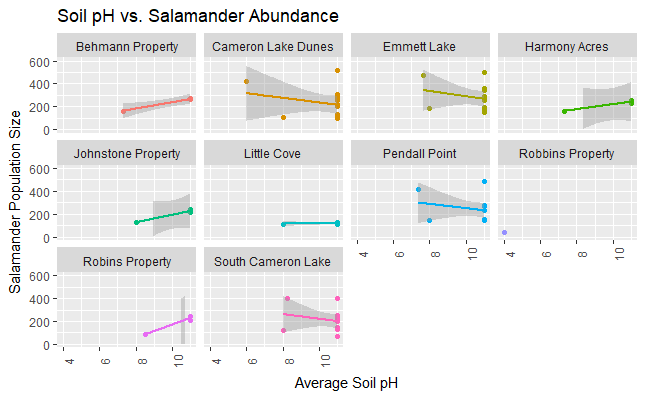 Soil pH vs. Salamander Abundance
Behmann Property
Cameron Lake Dunes
Emmett Lake
Harmony Acres
600
400
200
0
Johnstone Property
Little Cove
Pendall Point
Robbins Property
600
400
200
0
4
6
8
10
4
6
8
10
Robins Property
South Cameron Lake
600
400
200
0
4
6
8
10
4
6
8
10
Salamander Population Size
Average Soil pH